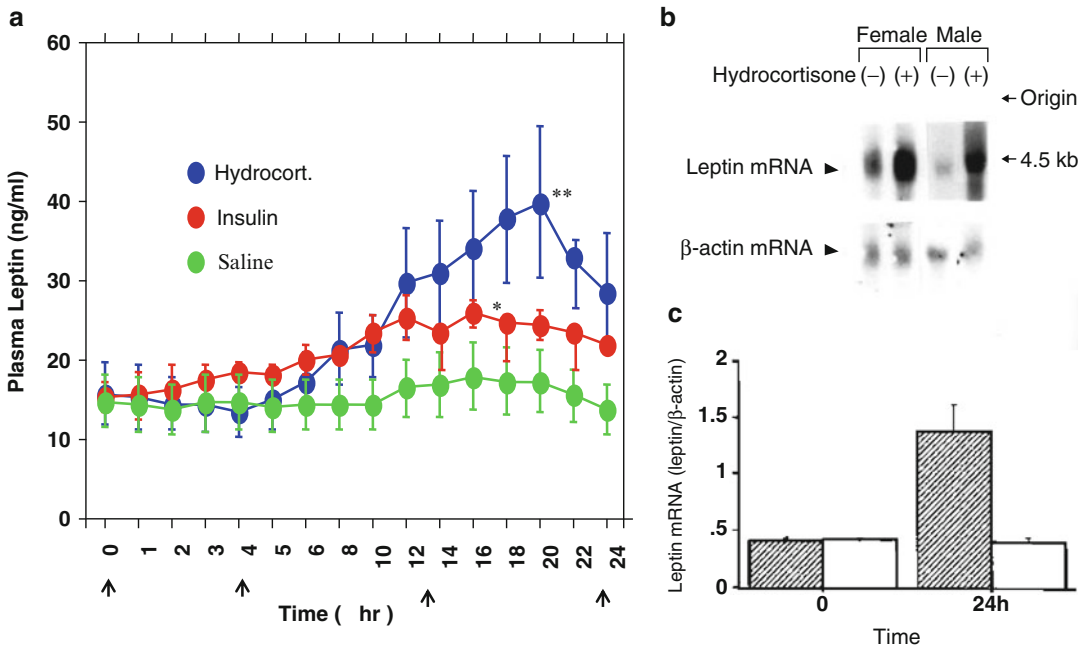 a
60
50
40
30
20
10
0
Plasma Leptin (ng/ml)
Hydrocort.
Insulin
Saline
**
*
0 1 2 3 4 5 6 8 10 12 14 16 18 20 22 24
Time ( hr )
b
Female Male
Hydrocortisone (−) (+) (−) (+)
Origin
Leptin mRNA
4.5 kb
β-actin mRNA
c
Leptin mRNA (leptin/β-actin)
2
1.5
1
.5
0
0 24h
Time